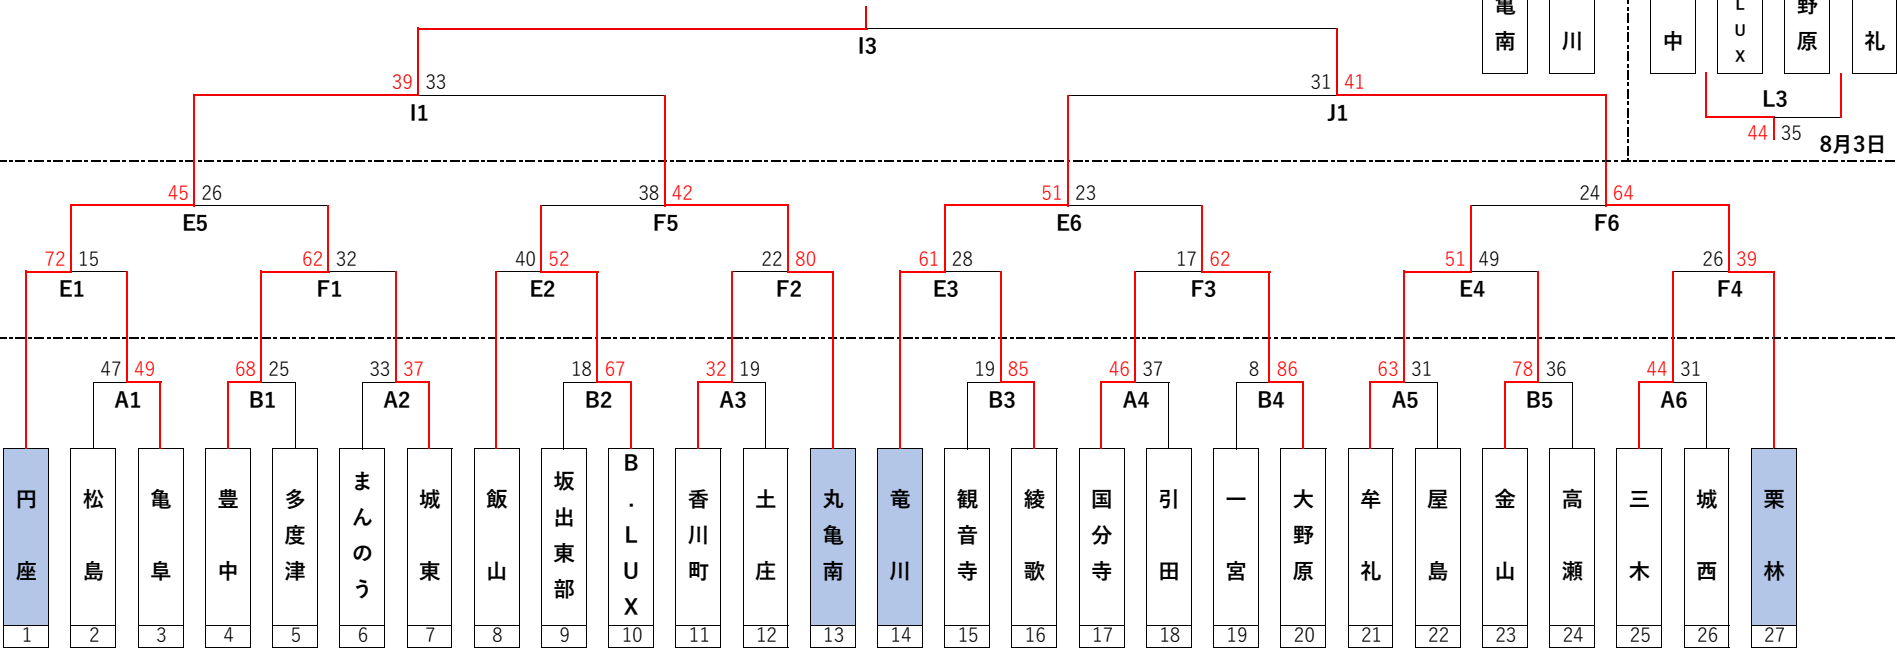 亀南
川
中
LUX
野原
礼
I3
39 33
31 41
I1
J1
L3
44 35
8月3日
45 26
38 42
51 23
24 64
E5
F5
E6
F6
72 15
62 32
40 52
22 80
61 28
17 62
51 49
26 39
E1
F1
E2
F2
E3
F3
E4
F4
47 49
68 25
33 37
18 67
32 19
19 85
46 37
8 86
63 31
78 36
44 31
A1
B1
A2
B2
A3
B3
A4
B4
A5
B5
A6
円座
松島
亀阜
豊中
多度津
まんのう
城東
飯山
坂出東部
B.LUX
香川町
土庄
丸亀南
竜川
観音寺
綾歌
国分寺
引田
一宮
大野原
牟礼
屋島
金山
高瀬
三木
城西
栗林
1 2 3 4 5 6 7 8 9 10 11 12 13 14 15 16 17 18 19 20 21 22 23 24 25 26 27